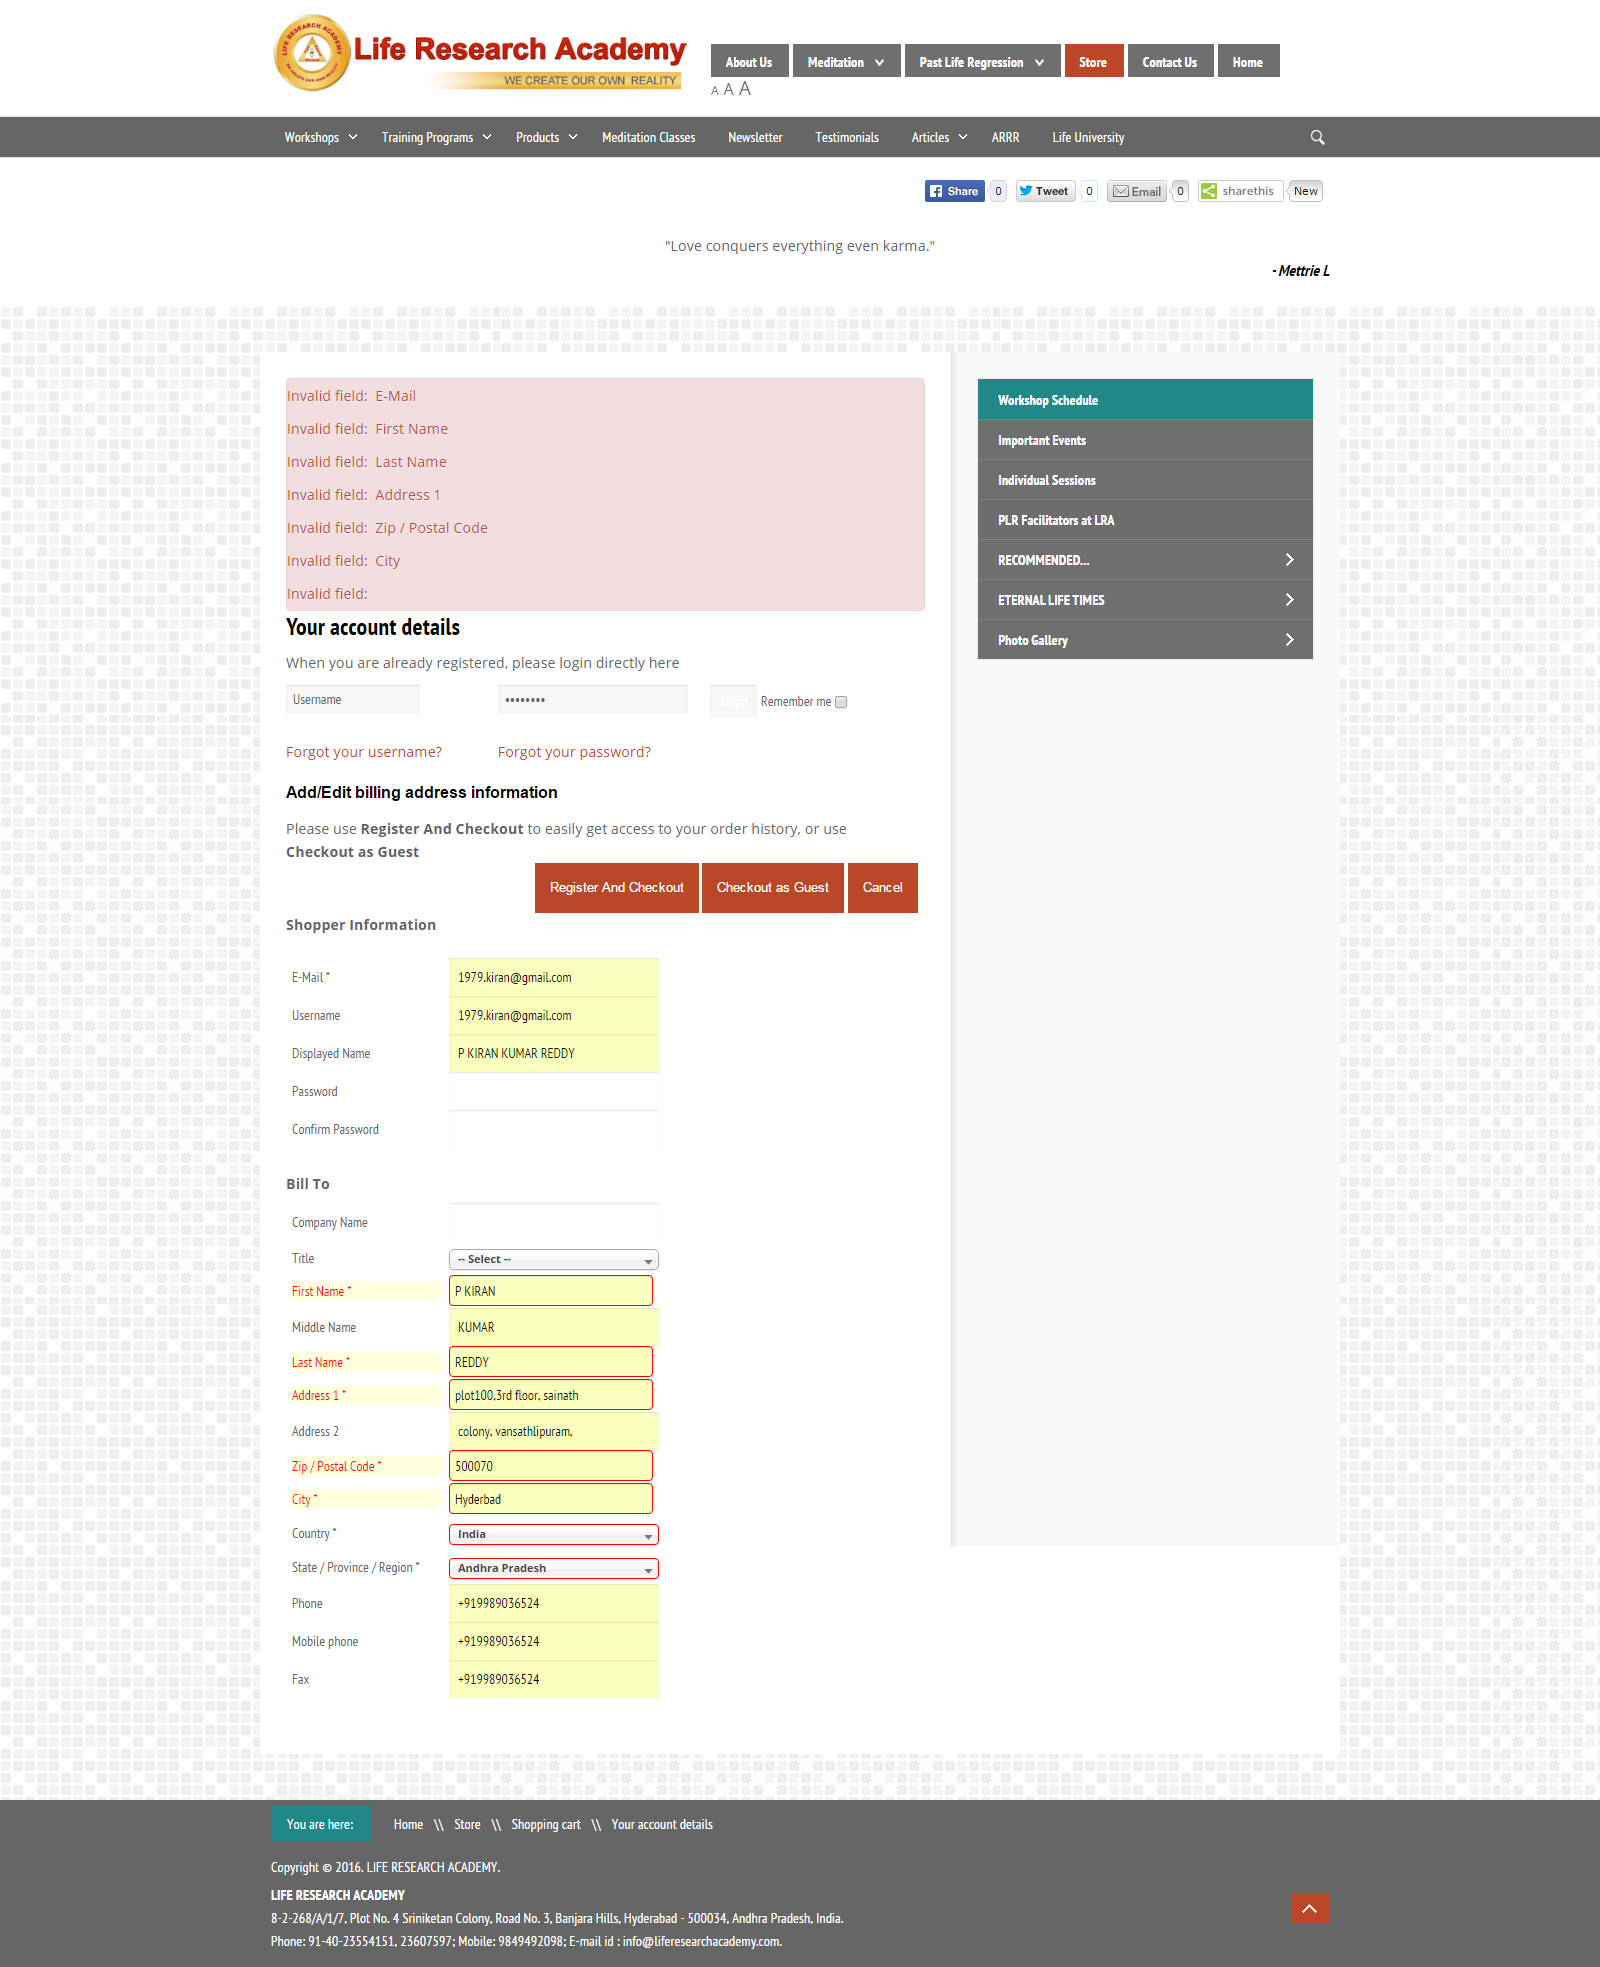 LIFE RESEARCH ACADEMY
WE CREATE OUR OWN REALITY
Life Research Academy
WE CREATE OUR OWN REALITY
About Us Meditation Past Life Regression Store Contact Us Home
A A A
Workshops Training Programs Products Meditation Classes Newsletter Testimonials Articles ARRR Life University
Share 0 Tweet 0 Email 0 sharethis New
"Love conquers everything even karma."
- Mettrie L
Invalid field: E-Mail
Invalid field: First Name
Invalid field: Last Name
Invalid field: Address 1
Invalid field: Zip / Postal Code
Invalid field: City
Invalid field:
Workshop Schedule
Important Events
Individual Sessions
PLR Facilitators at LRA
RECOMMENDED...
ETERNAL LIFE TIMES
Photo Gallery
Your account details
When you are already registered, please login directly here
Username •••••••• Login Remember me
Forgot your username? Forgot your password?
Add/Edit billing address information
Please use Register And Checkout to easily get access to your order history, or use
Checkout as Guest
Register And Checkout Checkout as Guest Cancel
Shopper Information
E-Mail * 1979.kiran@gmail.com
Username 1979.kiran@gmail.com
Displayed Name P KIRAN KUMAR REDDY
Password
Confirm Password
Bill To
Company Name
Title -- Select --
First Name * P KIRAN
Middle Name KUMAR
Last Name * REDDY
Address 1 * plot100,3rd floor, sainath
Address 2 colony, vansathlipuram,
Zip / Postal Code * 500070
City * Hyderbad
Country * India
State / Province / Region * Andhra Pradesh
Phone +919989036524
Mobile phone +919989036524
Fax +919989036524
You are here: Home \\ Store \\ Shopping cart \\ Your account details
Copyright © 2016. LIFE RESEARCH ACADEMY.
LIFE RESEARCH ACADEMY
8-2-268/A/1/7, Plot No. 4 Sriniketan Colony, Road No. 3, Banjara Hills, Hyderabad - 500034, Andhra Pradesh, India.
Phone: 91-40-23554151, 23607597; Mobile: 9849492098; E-mail id : info@liferesearchacademy.com.